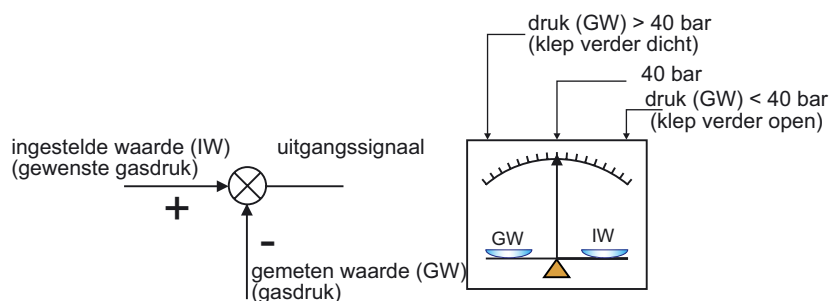 druk (GW) > 40 bar
(klep verder dicht)
40 bar
druk (GW) < 40 bar
(klep verder open)
ingestelde waarde (IW)
(gewenste gasdruk)
uitgangssignaal
+
-
gemeten waarde (GW)
(gasdruk)
GW
IW